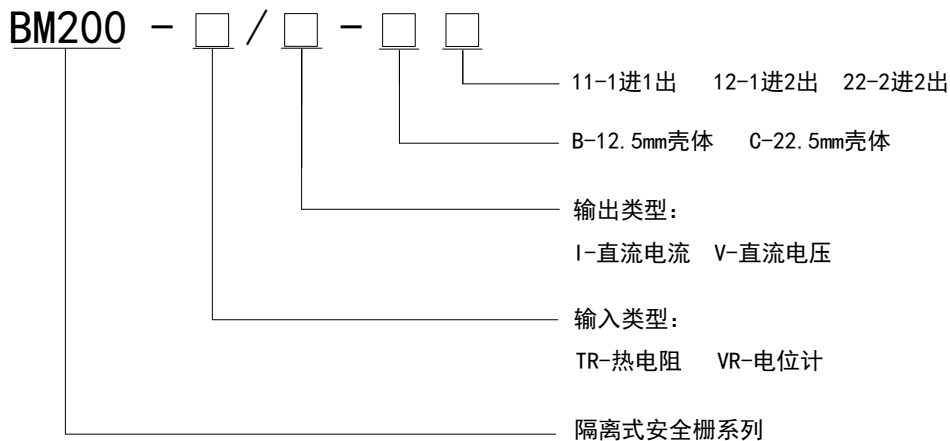 BM200 - □ / □ - □ □
11-1进1出 12-1进2出 22-2进2出
B-12.5mm壳体 C-22.5mm壳体
输出类型:
I-直流电流 V-直流电压
输入类型:
TR-热电阻 VR-电位计
隔离式安全栅系列